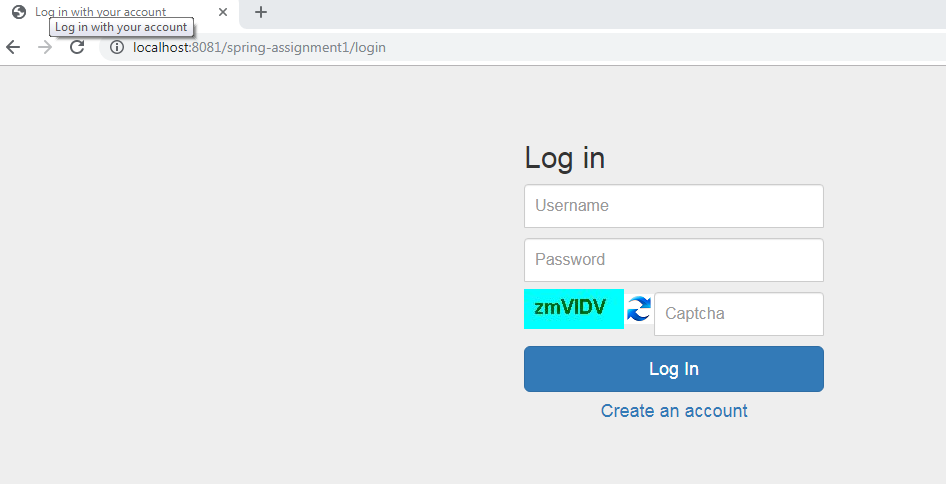 Log in with your account
Log in with your account
localhost:8081/spring-assignment1/login
Log in
Username
Password
zmVIDV
Captcha
Log In
Create an account